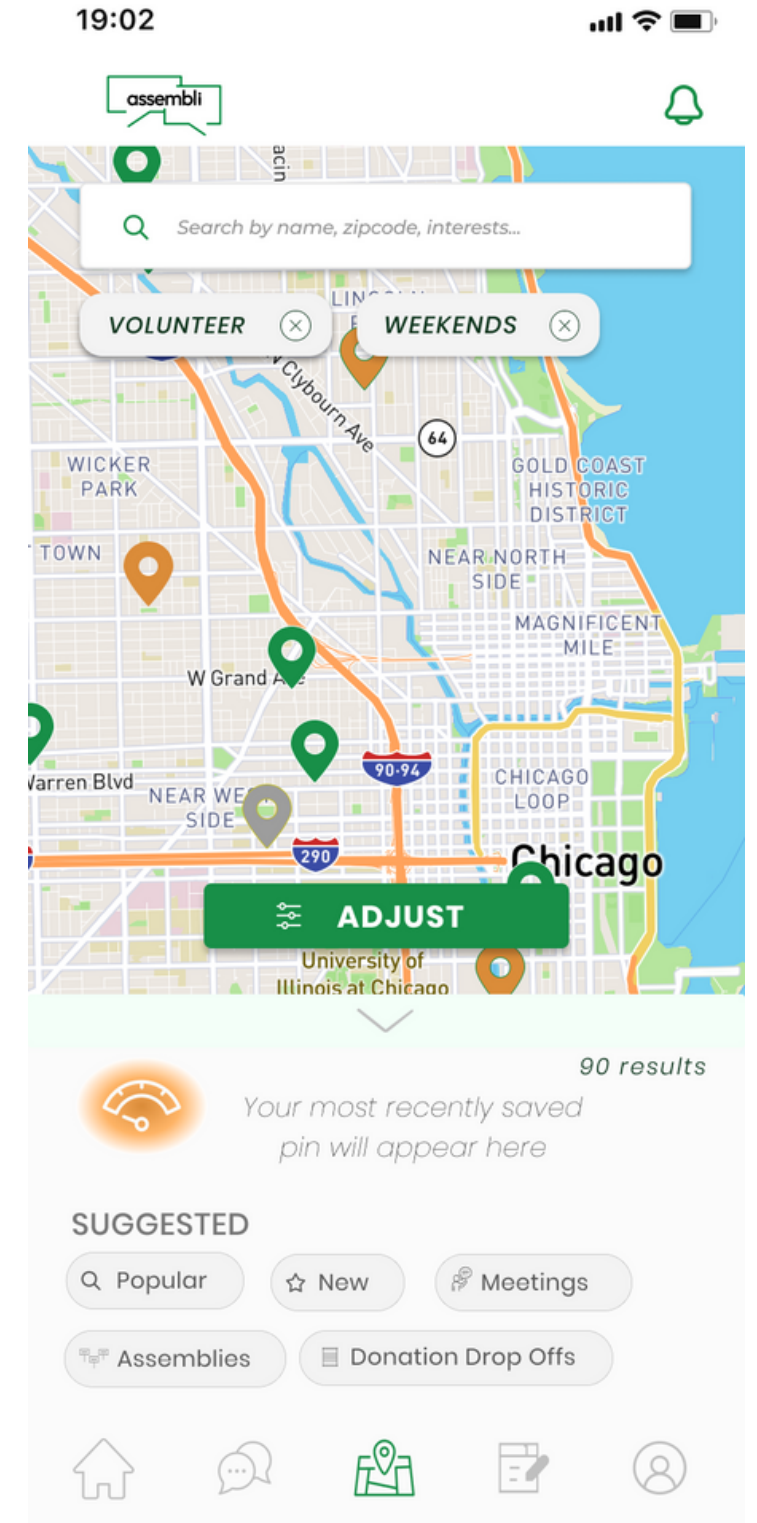 19:02
assembli
acin
Search by name, zipcode, interests...
VOLUNTEER
WEEKENDS
N Clybourn Ave
64
WICKER
PARK
GOLD COAST
HISTORIC
DISTRICT
TOWN
NEAR NORTH
SIDE
MAGNIFICENT
MILE
W Grand
90-94
CHICAGO
LOOP
Warren Blvd
NEAR WE
SIDE
290
Chicago
ADJUST
University of
Illinois at Chicago
90 results
Your most recently saved
pin will appear here
SUGGESTED
Popular
New
Meetings
Assemblies
Donation Drop Offs